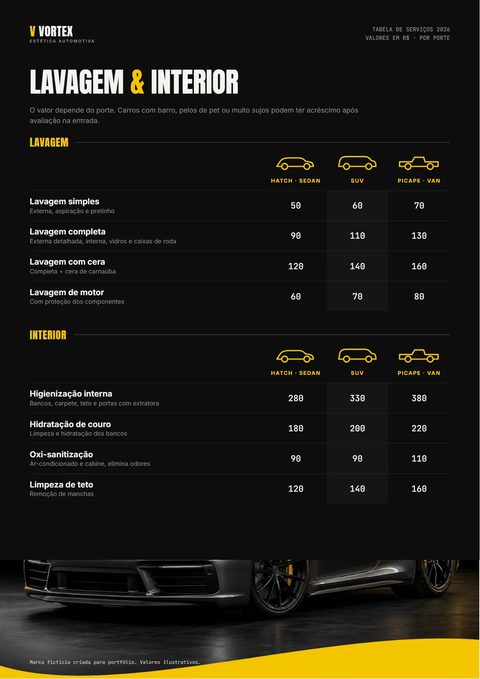 V VORTEX
ESTÉTICA AUTOMOTIVA
TABELA DE SERVIÇOS 2026
VALORES EM R$ · POR PORTE
LAVAGEM & INTERIOR
O valor depende do porte. Carros com barro, pelos de pet ou muito sujos podem ter acréscimo após
avaliação na entrada.
LAVAGEM
HATCH · SEDAN SUV PICAPE · VAN
Lavagem simples 50 60 70
Externa, aspiração e pretinho
Lavagem completa 90 110 130
Externa detalhada, interna, vidros e caixas de roda
Lavagem com cera 120 140 160
Completa + cera de carnaúba
Lavagem de motor 60 70 80
Com proteção dos componentes
INTERIOR
HATCH · SEDAN SUV PICAPE · VAN
Higienização interna 280 330 380
Bancos, carpete, teto e portas com extratora
Hidratação de couro 180 200 220
Limpeza e hidratação dos bancos
Oxi-sanitização 90 90 110
Ar-condicionado e cabine, elimina odores
Limpeza de teto 120 140 160
Remoção de manchas
Marca fictícia criada para portfólio. Valores ilustrativos.